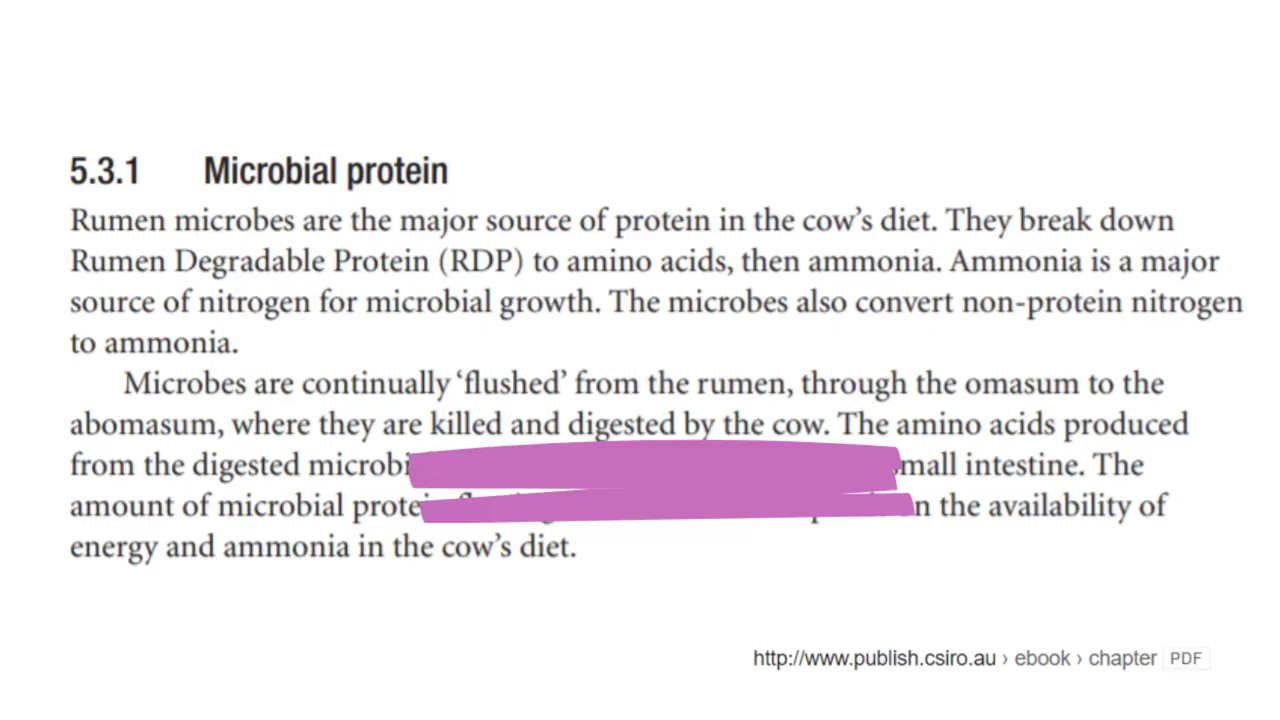 5.3.1 Microbial protein
Rumen microbes are the major source of protein in the cow's diet. They break down
Rumen Degradable Protein (RDP) to amino acids, then ammonia. Ammonia is a major
source of nitrogen for microbial growth. The microbes also convert non-protein nitrogen
to ammonia.
Microbes are continually ‘flushed’ from the rumen, through the omasum to the
abomasum, where they are killed and digested by the cow. The amino acids produced
from the digested small intestine. The
amount of microbial the availability of
energy and ammonia in the cow's diet.
http://www.publish.csiro.au › ebook › chapter PDF